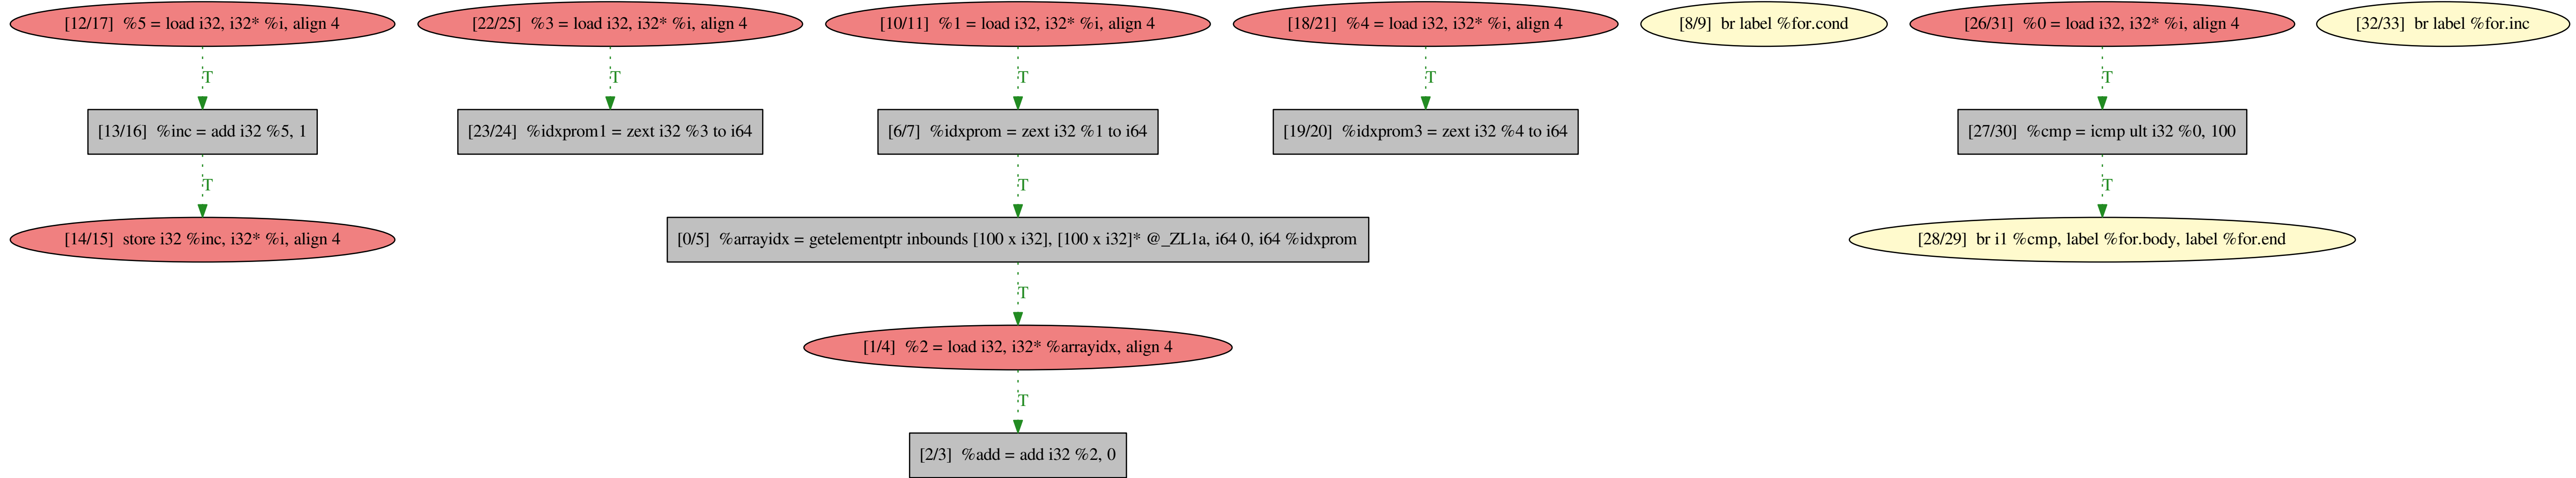 [12/17]  %5 = load i32, i32* %i, align 4
[22/25]  %3 = load i32, i32* %i, align 4
[10/11]  %1 = load i32, i32* %i, align 4
[18/21]  %4 = load i32, i32* %i, align 4
[8/9]  br label %for.cond
[26/31]  %0 = load i32, i32* %i, align 4
[32/33]  br label %for.inc
T
T
T
T
T
[13/16]  %inc = add i32 %5, 1
[23/24]  %idxprom1 = zext i32 %3 to i64
[6/7]  %idxprom = zext i32 %1 to i64
[19/20]  %idxprom3 = zext i32 %4 to i64
[27/30]  %cmp = icmp ult i32 %0, 100
T
T
T
[14/15]  store i32 %inc, i32* %i, align 4
[0/5]  %arrayidx = getelementptr inbounds [100 x i32], [100 x i32]* @_ZL1a, i64 0, i64 %idxprom
[28/29]  br i1 %cmp, label %for.body, label %for.end
T
[1/4]  %2 = load i32, i32* %arrayidx, align 4
T
[2/3]  %add = add i32 %2, 0